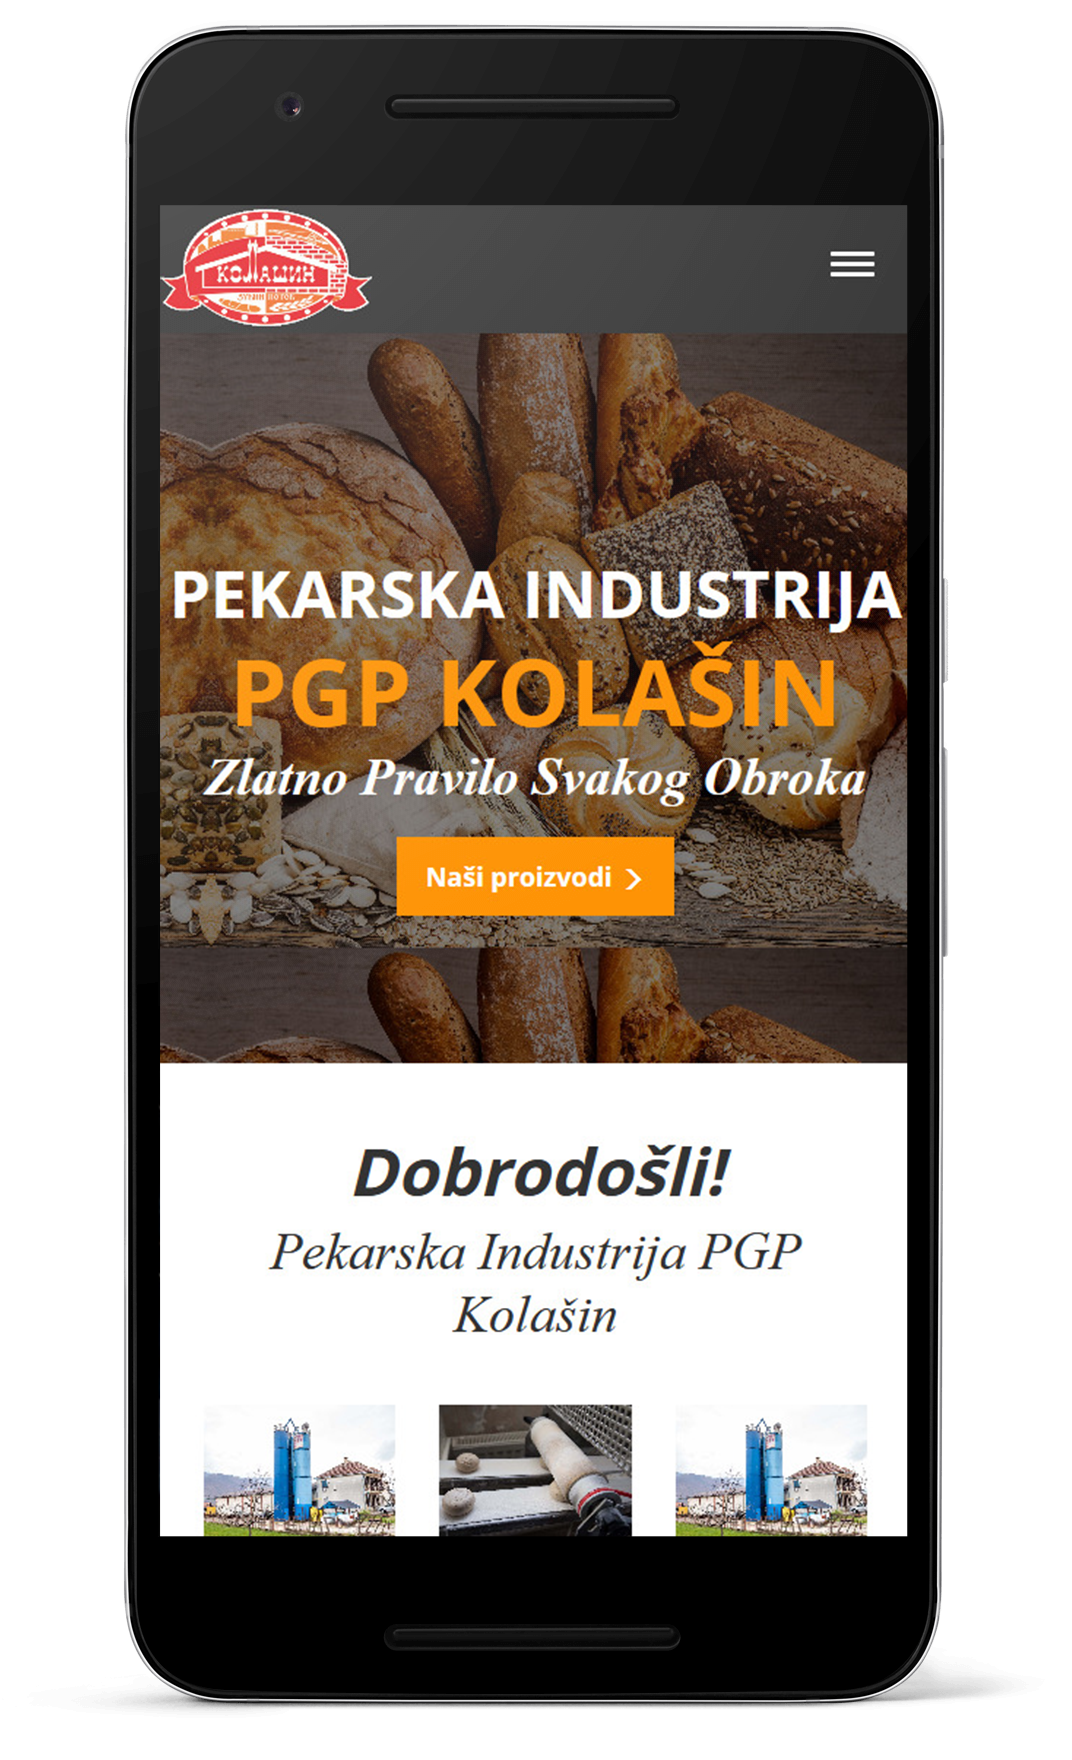 КОЛАШИН
PEKARSKA INDUSTRIJA
PGP KOLAŠIN
Zlatno Pravilo Svakog Obroka
Naši proizvodi
Dobrodošli!
Pekarska Industrija PGP
Kolašin